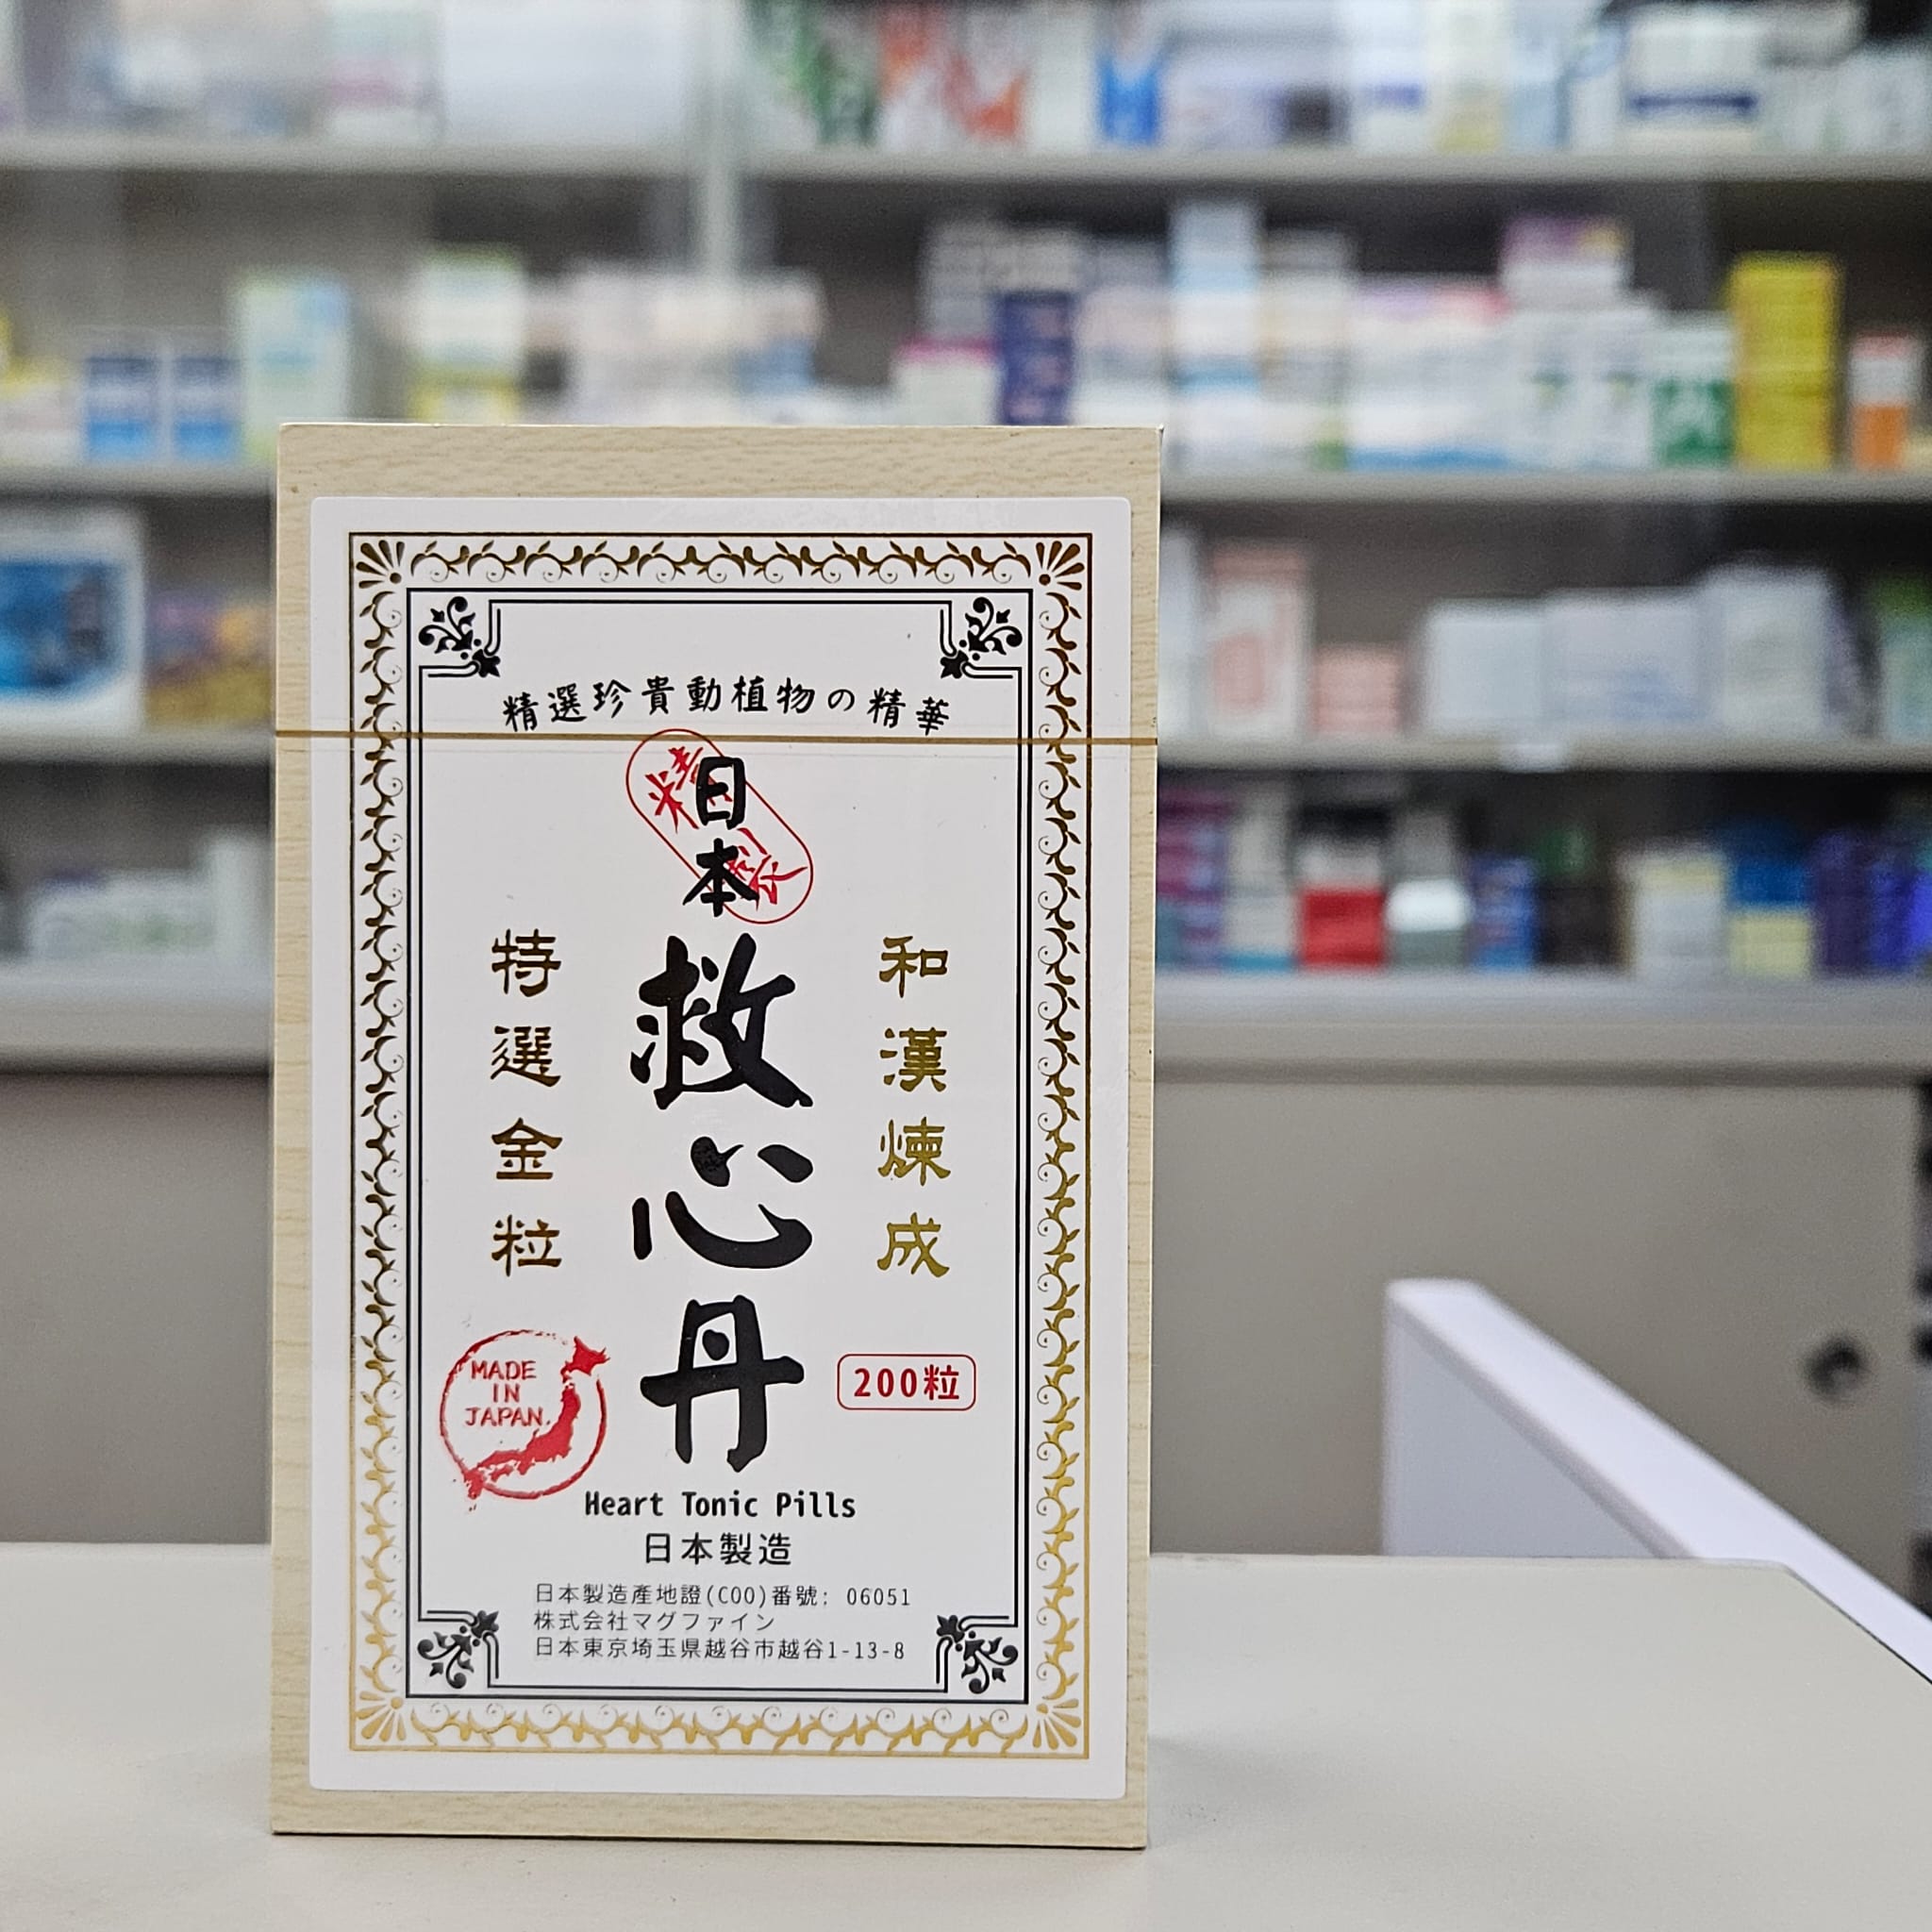 精選珍貴動植物の精華
日本
救心丹
和漢煉成
特選金粒
MADE
IN
JAPAN.
200粒
Heart Tonic Pills
日本製造
日本製造產地證(COO)番號: 06051
株式会社マグファイン
日本東京埼玉県越谷市越谷1-13-8